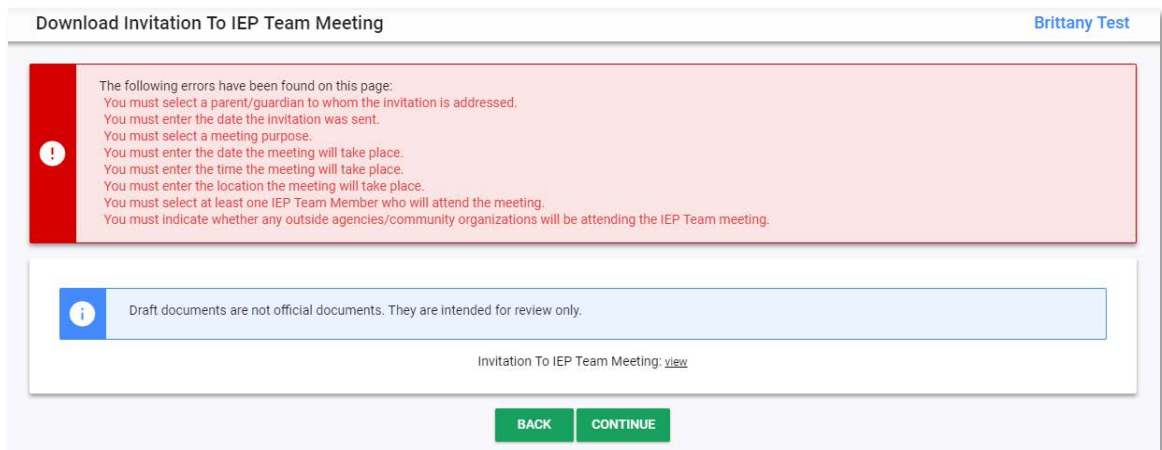 Download Invitation To IEP Team Meeting
Brittany Test
The following errors have been found on this page:
You must select a parent/guardian to whom the invitation is addressed.
You must enter the date the invitation was sent.
You must select a meeting purpose.
You must enter the date the meeting will take place.
You must enter the time the meeting will take place.
You must enter the location the meeting will take place.
You must select at least one IEP Team Member who will attend the meeting.
You must indicate whether any outside agencies/community organizations will be attending the IEP Team meeting.
Draft documents are not official documents. They are intended for review only.
Invitation To IEP Team Meeting: view
BACK
CONTINUE